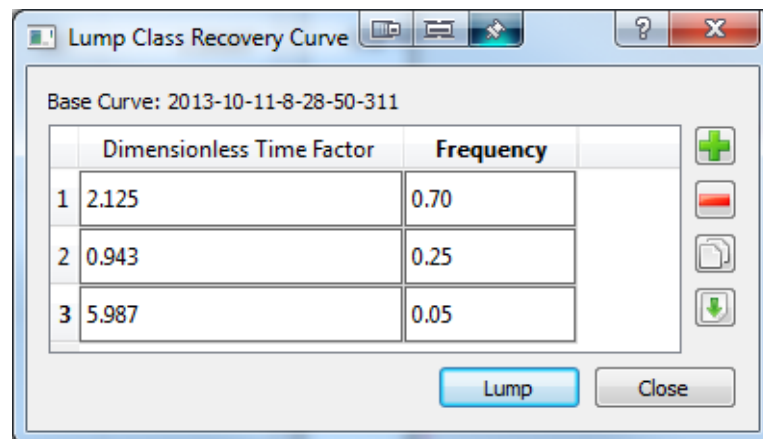 Lump Class Recovery Curve
?
X
Base Curve: 2013-10-11-8-28-50-311
Dimensionless Time Factor Frequency
1 2.125 0.70
2 0.943 0.25
3 5.987 0.05
Lump Close